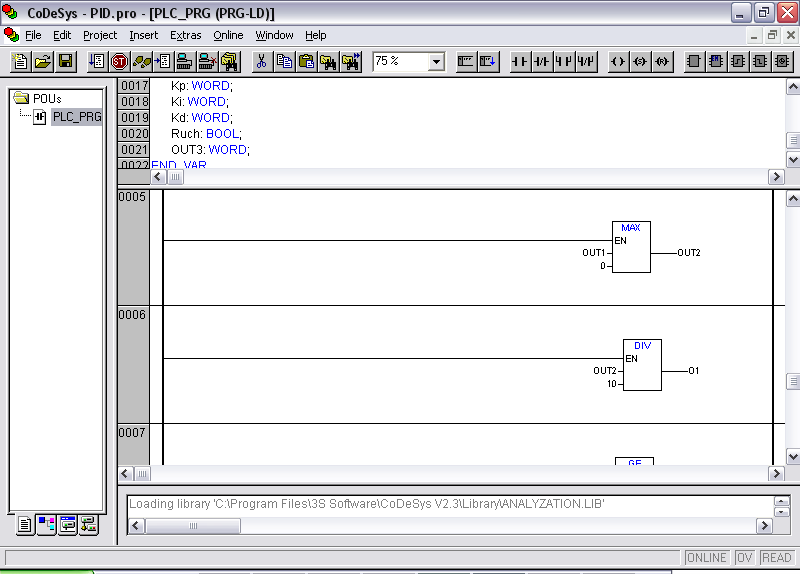 CoDeSys - PID.pro - [PLC_PRG (PRG-LD)]
File Edit Project Insert Extras Online Window Help
75 %
POUs
PLC_PRG
0017 Kp: WORD;
0018 Ki: WORD;
0019 Kd: WORD;
0020 Ruch: BOOL;
0021 OUT3: WORD;
0022 END_VAR
0005
MAX
EN
OUT1 OUT2
0
0006
DIV
EN
OUT2 O1
10
0007
GE
Loading library 'C:\Program Files\3S Software\CoDeSys V2.3\Library\ANALYZATION.LIB'
ONLINE OV READ